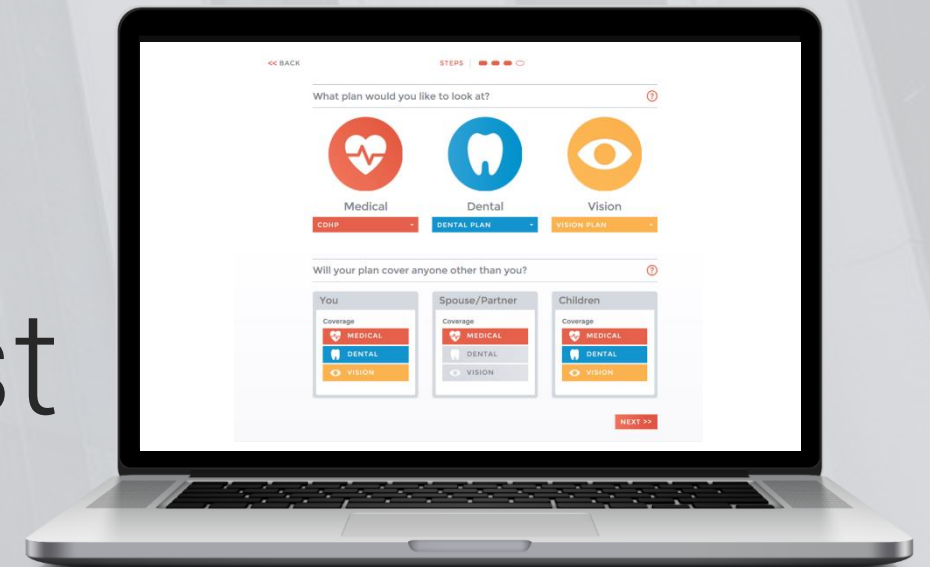 << BACK
STEPS
What plan would you like to look at? ?
Medical Dental Vision
CDHP DENTAL PLAN VISION PLAN
Will your plan cover anyone other than you? ?
You Spouse/Partner Children
Coverage Coverage Coverage
MEDICAL MEDICAL MEDICAL
DENTAL DENTAL DENTAL
VISION VISION VISION
NEXT >>
st